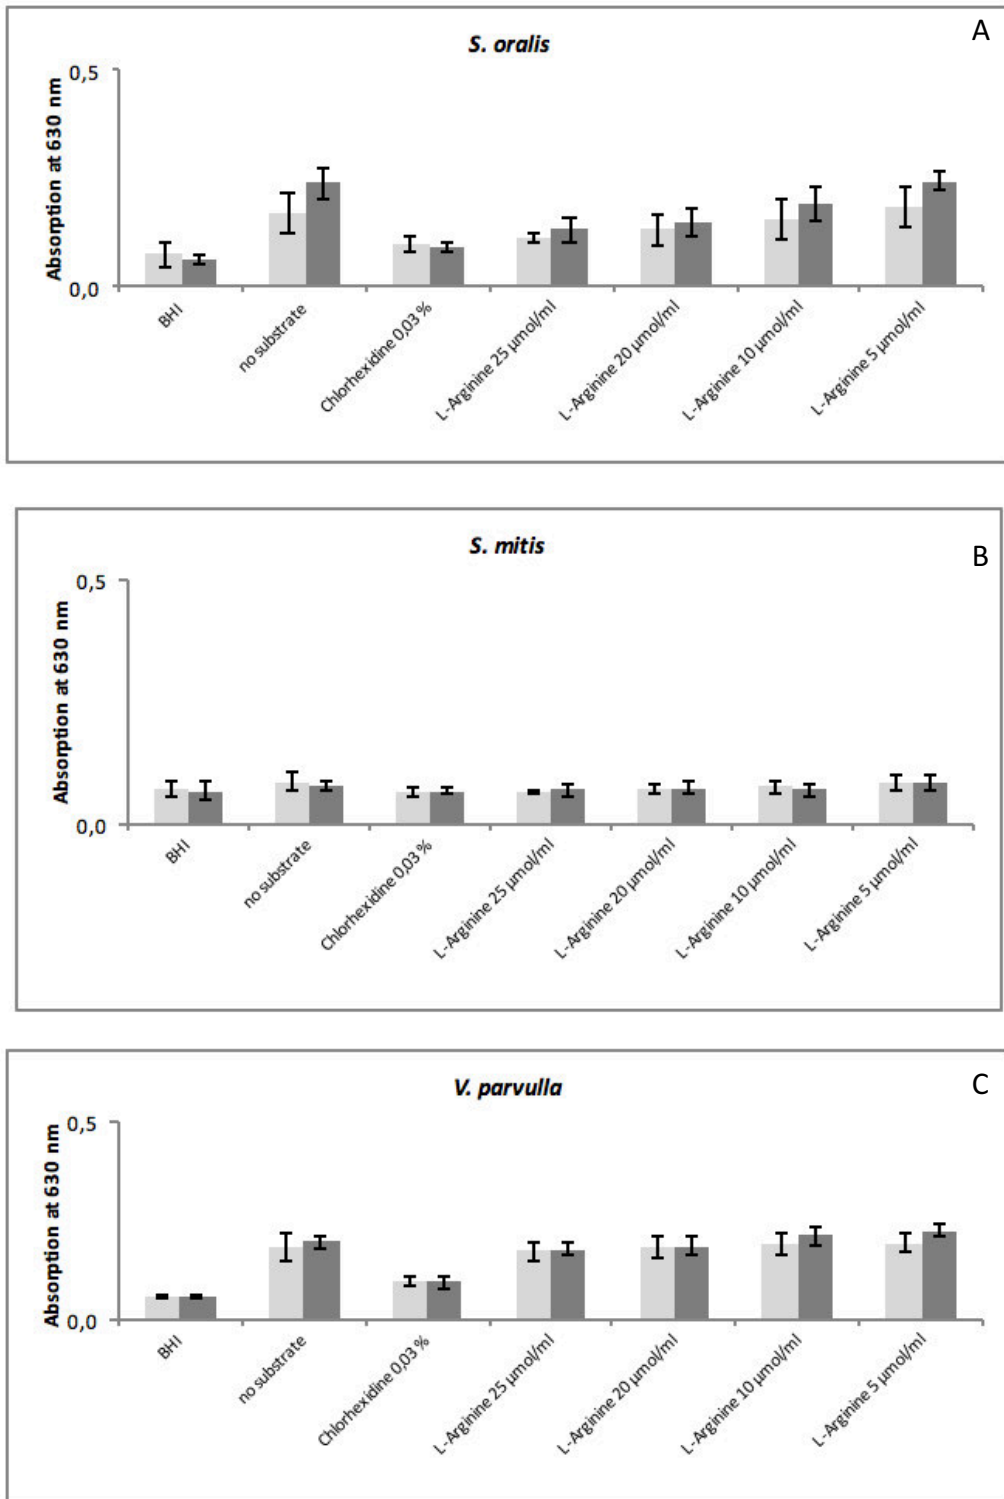 A
S. oralis
Absorption at 630 nm
0,5
0,0
BHI
no substrate
Chlorhexidine 0,03 %
L-Arginine 25 µmol/ml
L-Arginine 20 µmol/ml
L-Arginine 10 µmol/ml
L-Arginine 5 µmol/ml
B
S. mitis
Absorption at 630 nm
0,5
0,0
BHI
no substrate
Chlorhexidine 0,03 %
L-Arginine 25 µmol/ml
L-Arginine 20 µmol/ml
L-Arginine 10 µmol/ml
L-Arginine 5 µmol/ml
C
V. parvulla
Absorption at 630 nm
0,5
0,0
BHI
no substrate
Chlorhexidine 0,03 %
L-Arginine 25 µmol/ml
L-Arginine 20 µmol/ml
L-Arginine 10 µmol/ml
L-Arginine 5 µmol/ml